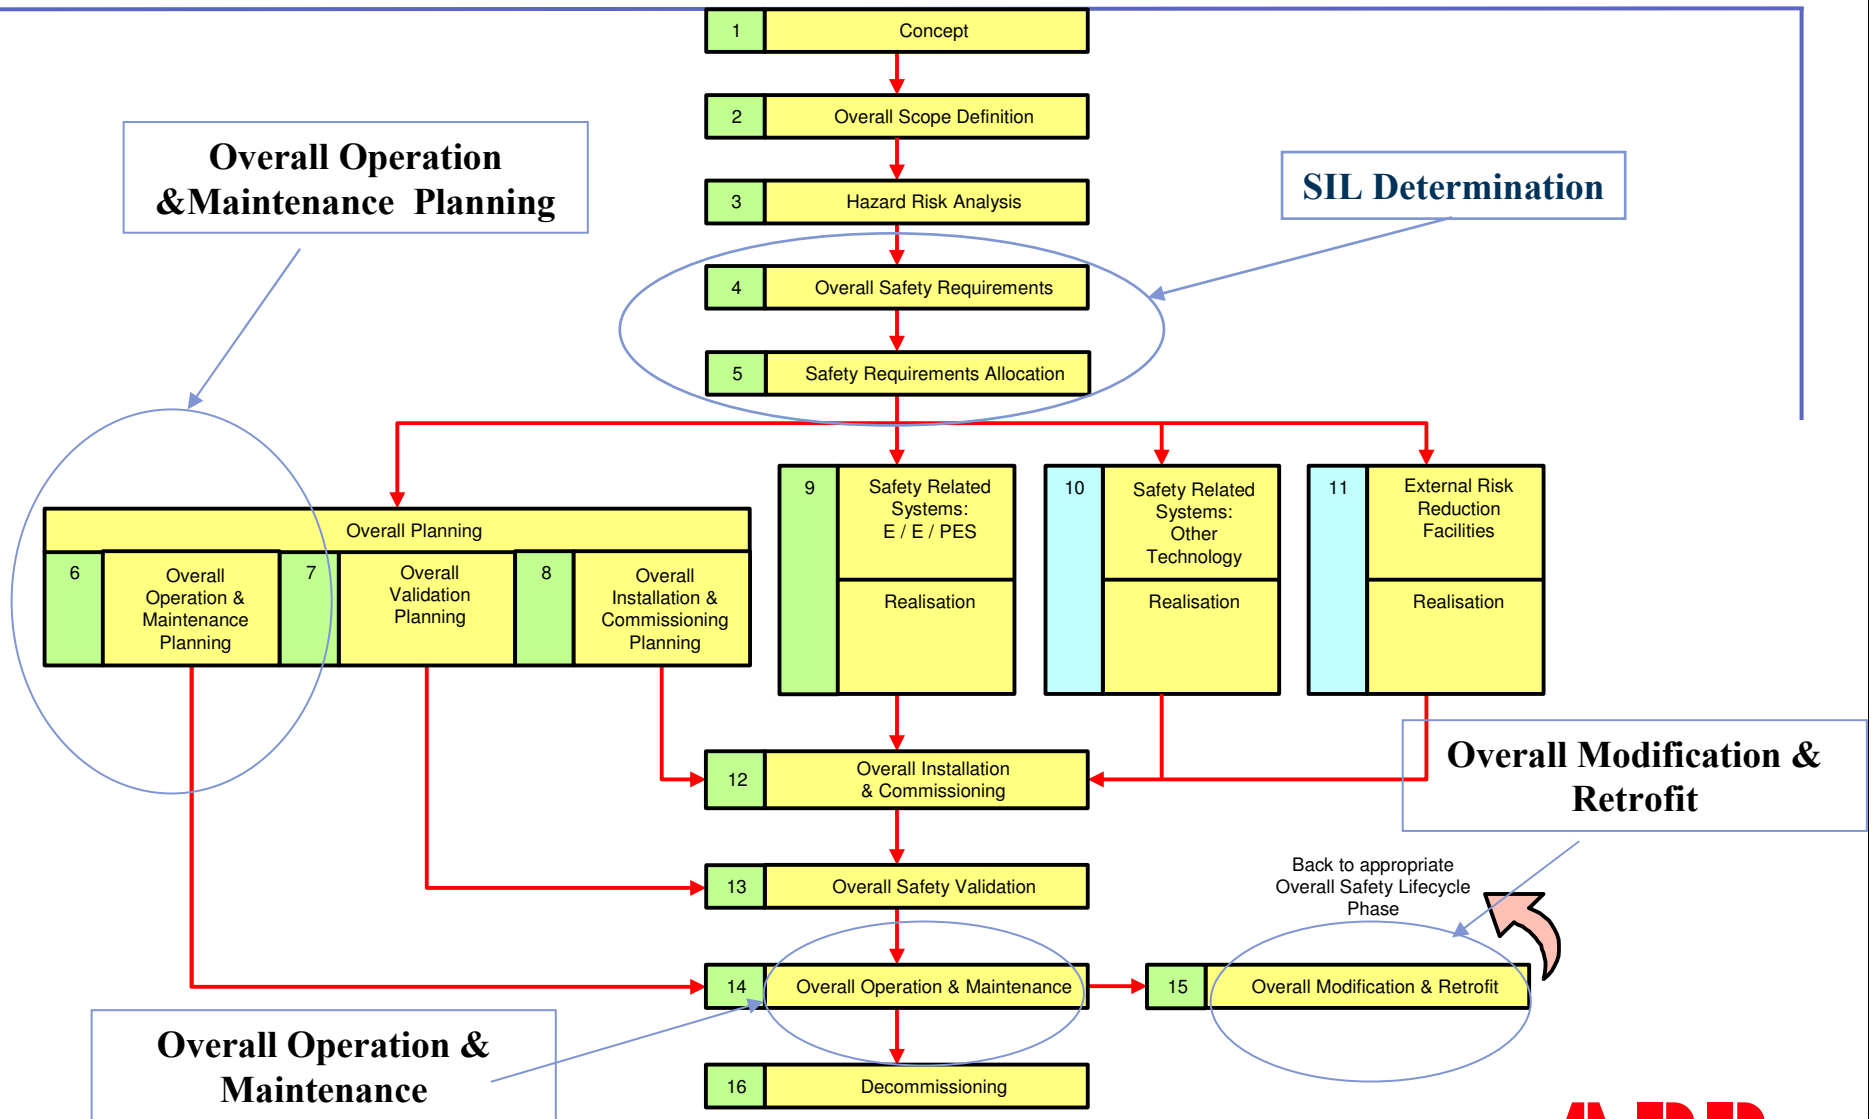 1
Concept
2
Overall Scope Definition
Overall Operation
&Maintenance Planning
SIL Determination
3
Hazard Risk Analysis
4
Overall Safety Requirements
5
Safety Requirements Allocation
Overall Planning
6
Overall
Operation &
Maintenance
Planning
7
Overall
Validation
Planning
8
Overall
Installation &
Commissioning
Planning
9
Safety Related
Systems:
E / E / PES
Realisation
10
Safety Related
Systems:
Other
Technology
Realisation
11
External Risk
Reduction
Facilities
Realisation
12
Overall Installation
& Commissioning
Overall Modification &
Retrofit
13
Overall Safety Validation
Back to appropriate
Overall Safety Lifecycle
Phase
14
Overall Operation & Maintenance
15
Overall Modification & Retrofit
Overall Operation &
Maintenance
16
Decommissioning